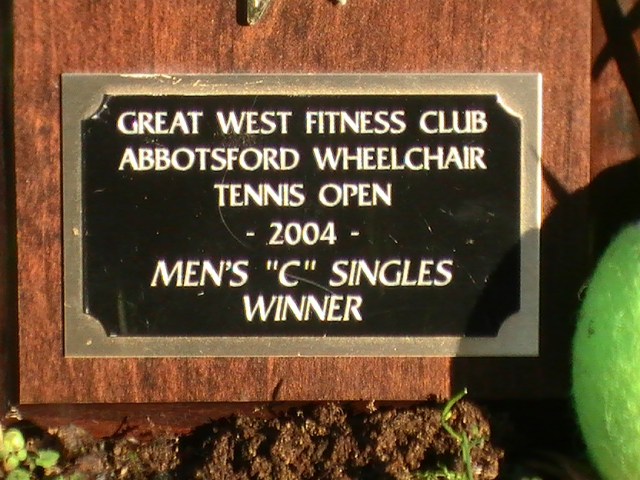 GREAT WEST FITNESS CLUB
ABBOTSFORD WHEELCHAIR
TENNIS OPEN
- 2004 -
MEN'S "C" SINGLES
WINNER